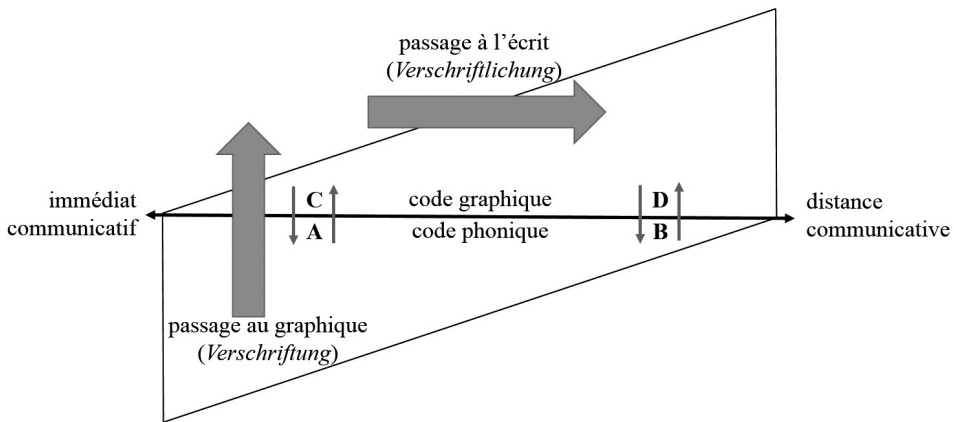 passage à l’écrit
(Verschriftlichung)
immédiat
communicatif
C
code graphique
D
distance
communicative
A
code phonique
B
passage au graphique
(Verschriftung)